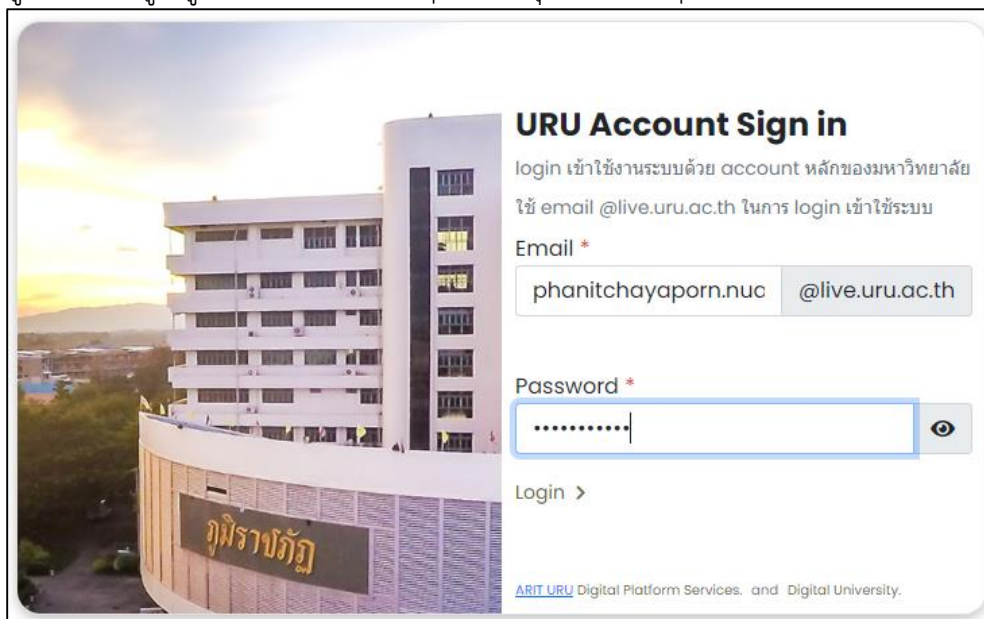 URU Account Sign in
login เข้าใช้งานระบบด้วย account หลักของมหาวิทยาลัย
ใช้ email @live.uru.ac.th ในการ login เข้าใช้ระบบ
Email *
phanitchayaporn.nuc @live.uru.ac.th
Password *
•••••••••••
Login >
ภูมิราชภัฏ
ARIT URU Digital Platform Services. and Digital University.